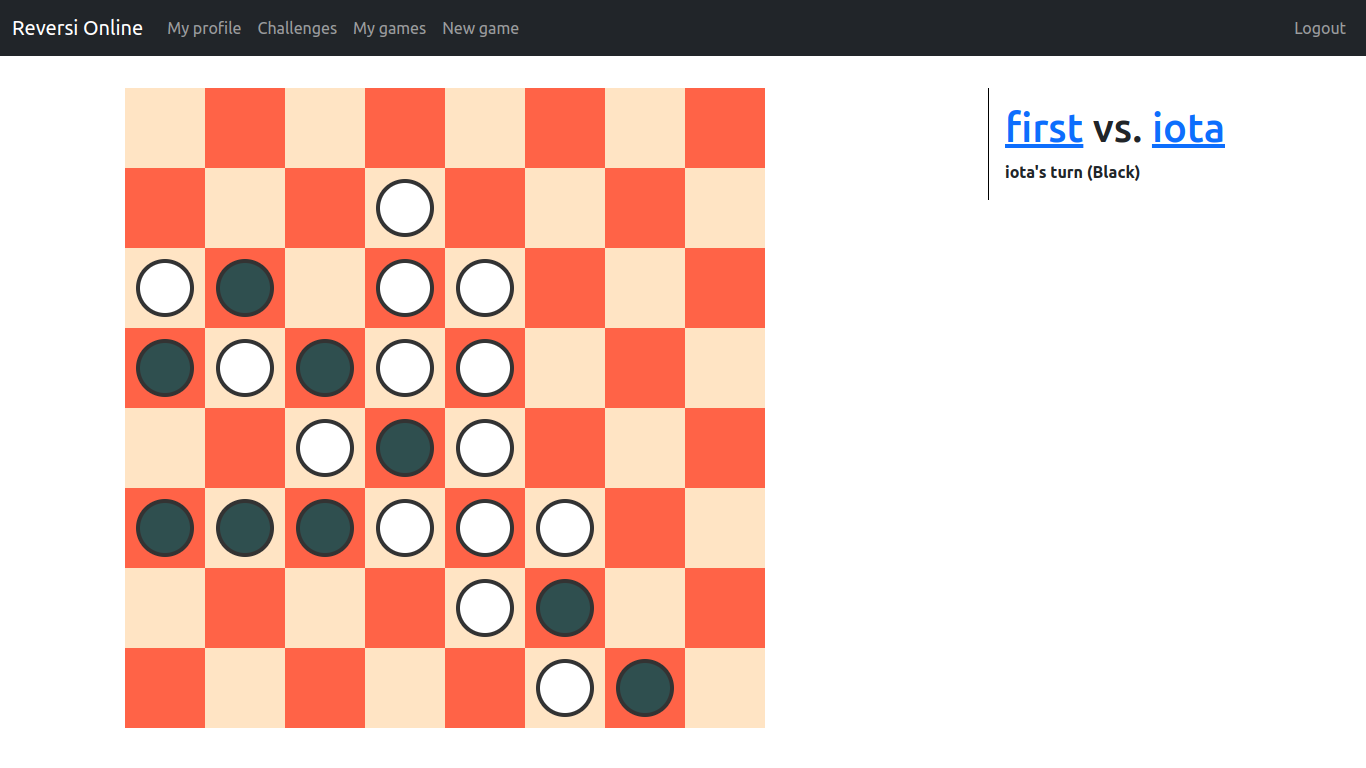 Reversi Online My profile Challenges My games New game Logout
first vs. iota
iota's turn (Black)